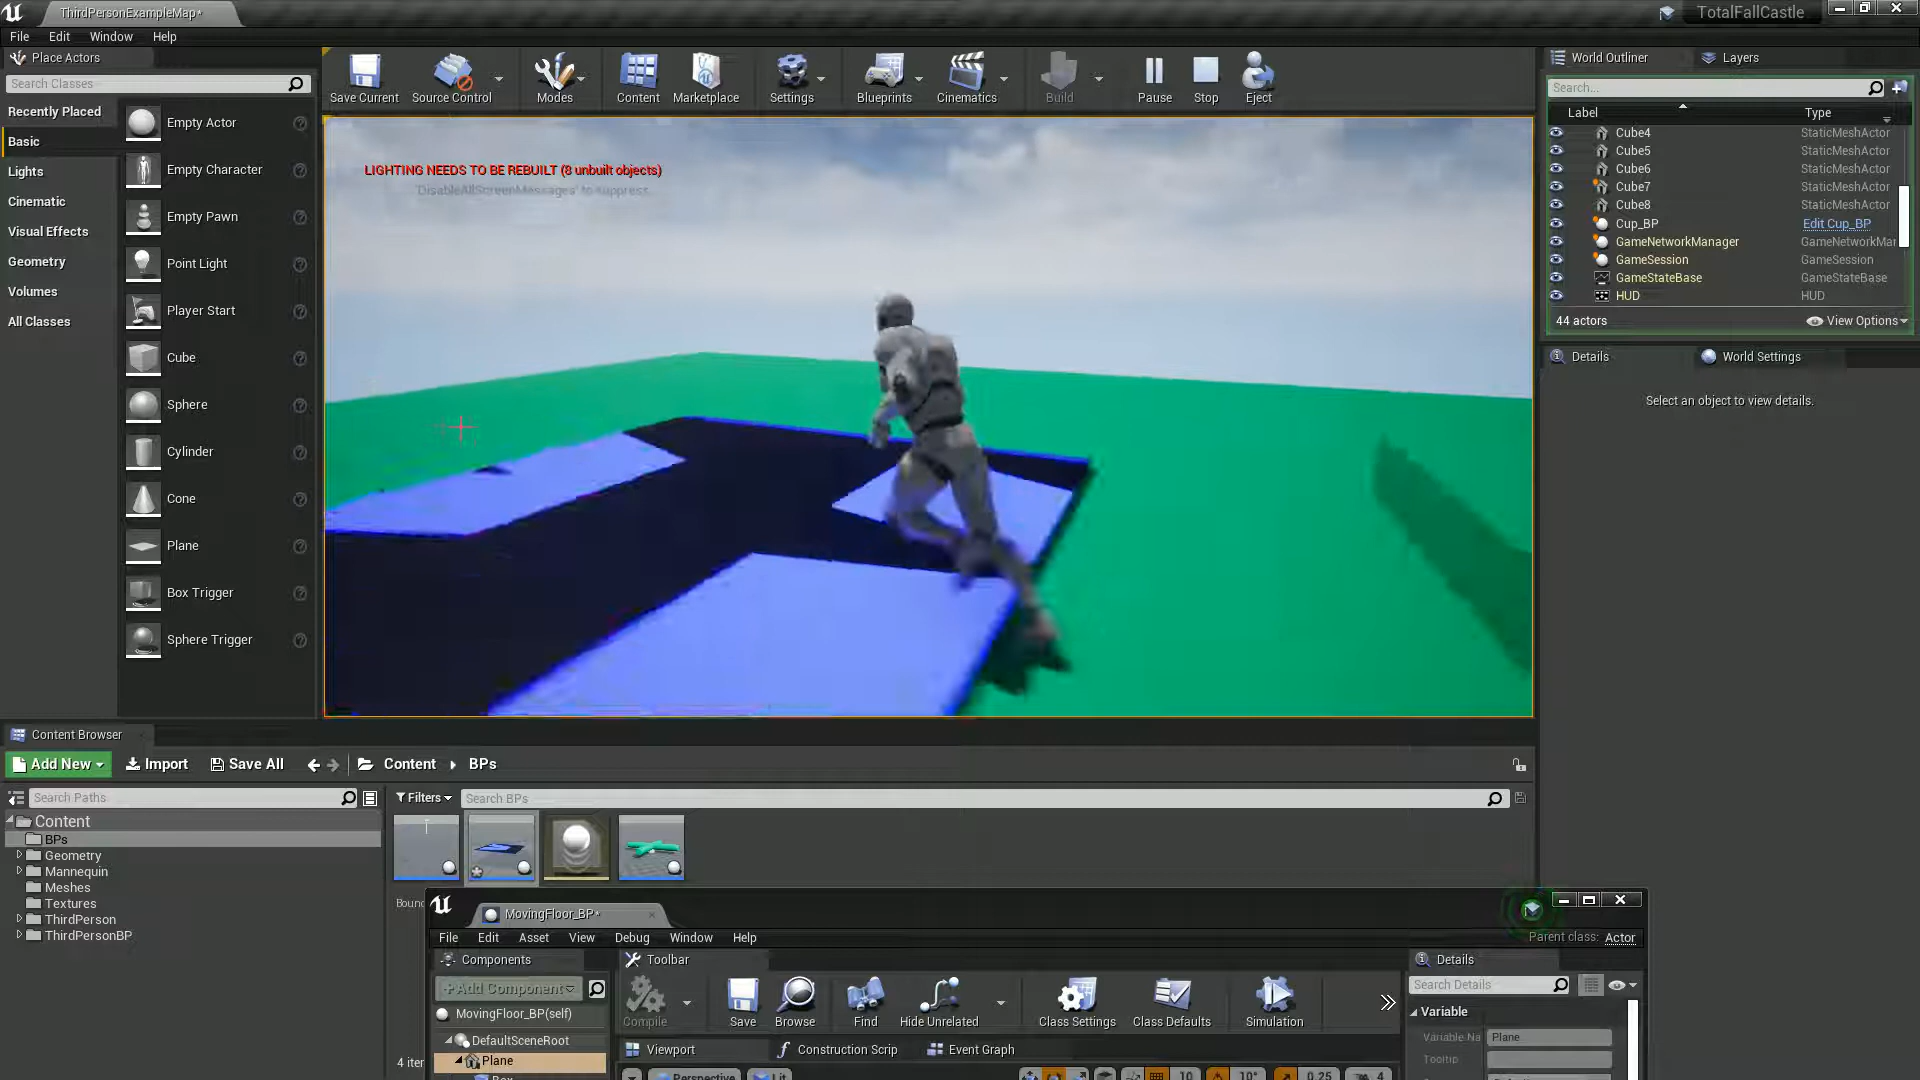 ThirdPersonExampleMap*
TotalFallCastle
File Edit Window Help
Place Actors
Search Classes
Recently Placed
Basic
Lights
Cinematic
Visual Effects
Geometry
Volumes
All Classes
Empty Actor
Empty Character
Empty Pawn
Point Light
Player Start
Cube
Sphere
Cylinder
Cone
Plane
Box Trigger
Sphere Trigger
Save Current Source Control Modes Content Marketplace Settings Blueprints Cinematics Build Pause Stop Eject
LIGHTING NEEDS TO BE REBUILT (8 unbuilt objects)
'DisableAllScreenMessages' to suppress
World Outliner Layers
Search...
Label Type
Cube4 StaticMeshActor
Cube5 StaticMeshActor
Cube6 StaticMeshActor
Cube7 StaticMeshActor
Cube8 StaticMeshActor
Cup_BP Edit Cup_BP
GameNetworkManager GameNetworkMar
GameSession GameSession
GameStateBase GameStateBase
HUD HUD
44 actors View Options
Details World Settings
Select an object to view details.
Content Browser
Add New Import Save All Content BPs
Search Paths
Filters Search BPs
Content
BPs
Geometry
Mannequin
Meshes
Textures
ThirdPerson
ThirdPersonBP
Boun
4 iter
MovingFloor_BP*
File Edit Asset View Debug Window Help
Parent class: Actor
Components
+Add Component
MovingFloor_BP(self)
DefaultSceneRoot
Plane
Box
Toolbar
Compile Save Browse Find Hide Unrelated Class Settings Class Defaults Simulation
Viewport Construction Scrip Event Graph
Perspective Lit 10 10° 0.25 4
Details
Search Details
Variable
Variable Na Plane
Tooltip